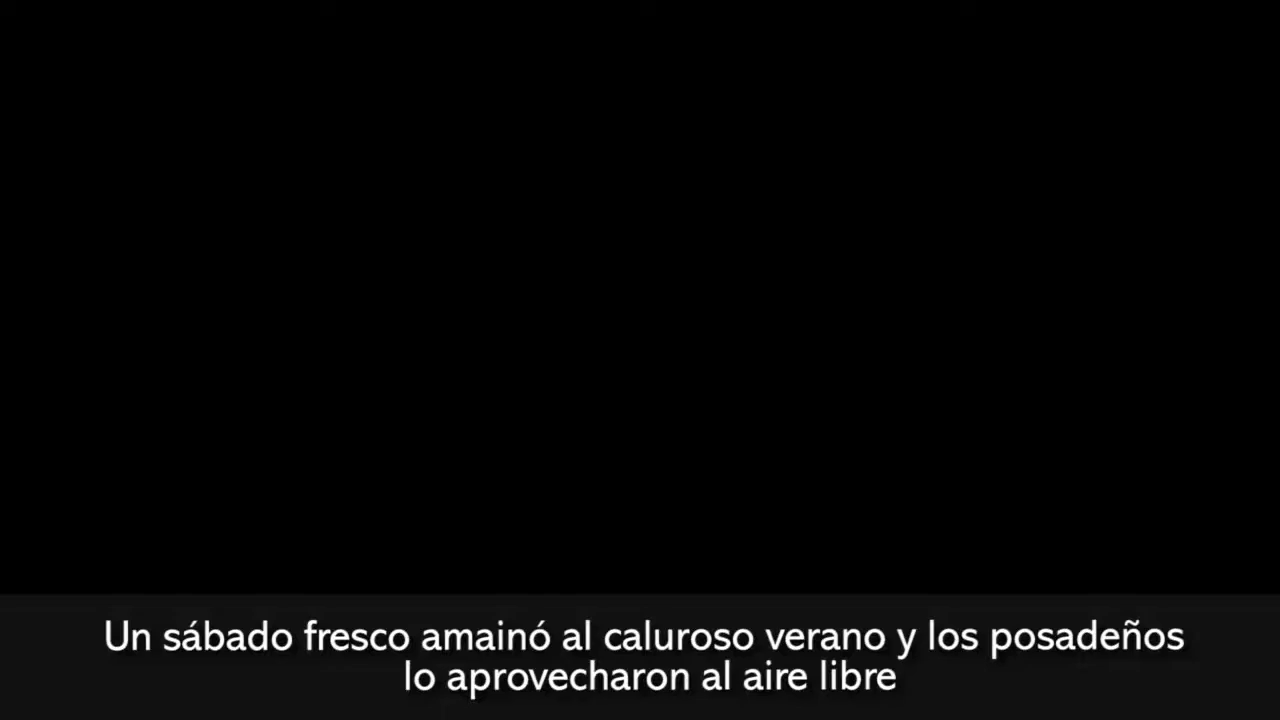 Un sábado fresco amainó al caluroso verano y los posadeños
lo aprovecharon al aire libre